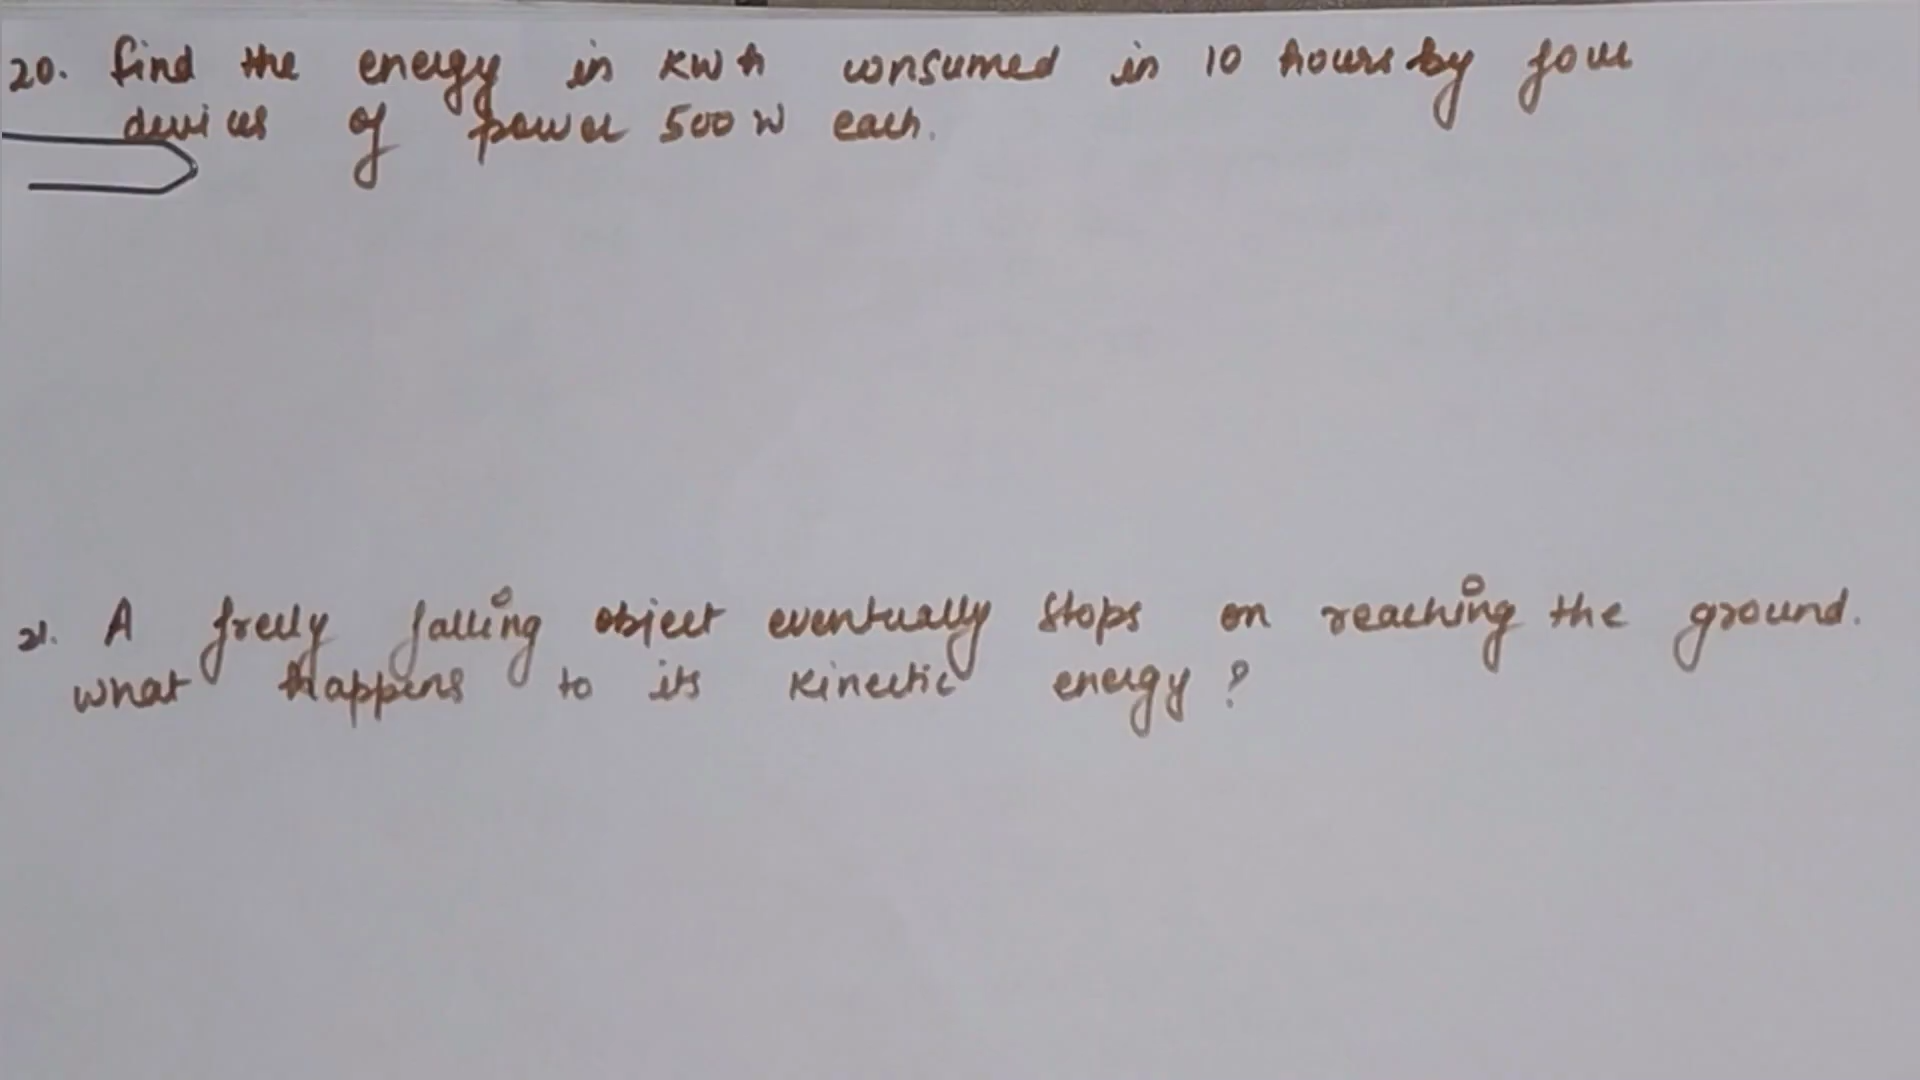 20. find the energy in kwh consumed in 10 hours by four
devices of power 500 W each.
21. A freely falling object eventually stops on reaching the ground.
what happens to its kinetic energy?